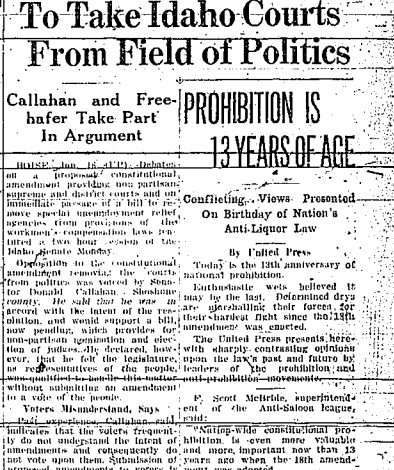 To Take Idaho Courts
From Field of Politics
Callahan and Free-
hafer Take Part
In Argument
BOISE, Jan. 16 (UP)—Debates
on a proposed constitutional
amendment providing non partisan
supreme and district courts and on
immediate passage of a bill to re-
move special unemployment relief
agencies from provisions of the
workmen's compensation laws fea-
tured a two hour session of the
Idaho Senate Monday.
Opposition to the constitutional
amendment removing the courts
from politics was voiced by Sena-
tor Donald Callahan, Shoshone
county. He said that he was in
accord with the intent of the res-
olution, and would support a bill,
now pending, which provides for
non-partisan nomination and elec-
tion of judges. He declared, how-
ever, that he felt the legislature,
as representatives of the people,
was qualified to handle this matter
without submitting an amendment
to a vote of the people.
Voters Misunderstand, Says
Past experience, Callahan said
indicates that the voters frequent-
ly do not understand the intent of
amendments and consequently do
not vote upon them. Submission of
proposed amendments to
PROHIBITION IS
13 YEARS OF AGE
Conflicting Views Presented
On Birthday of Nation's
Anti-Liquor Law
By United Press
Today is the 13th anniversary of
national prohibition.
Enthusiastic wets believed it
may be the last. Determined drys
are marshalling their forces for
their hardest fight since the 18th
amendment was enacted.
The United Press presents here-
with sharply contrasting opinions
upon the law's past and future by
leaders of the prohibition and
anti-prohibition movements.
F. Scott McBride, superintend-
ent of the Anti-Saloon league,
said:
"Nation-wide constitutional pro-
hibition is even more valuable
and more important now than 13
years ago when the 18th amend-
ment was adopted.